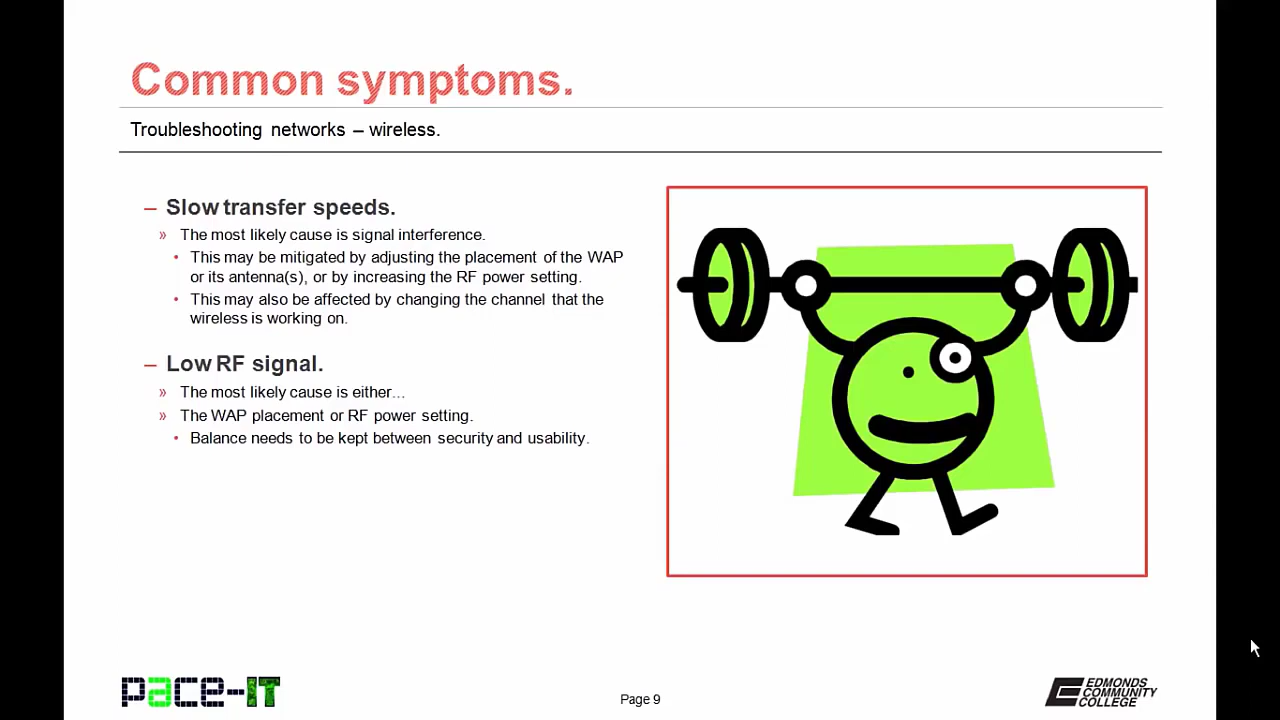 Common symptoms.
Troubleshooting networks – wireless.
– Slow transfer speeds.
» The most likely cause is signal interference.
• This may be mitigated by adjusting the placement of the WAP
or its antenna(s), or by increasing the RF power setting.
• This may also be affected by changing the channel that the
wireless is working on.
– Low RF signal.
» The most likely cause is either...
» The WAP placement or RF power setting.
• Balance needs to be kept between security and usability.
pace-IT
Page 9
EDMONDS
COMMUNITY
COLLEGE